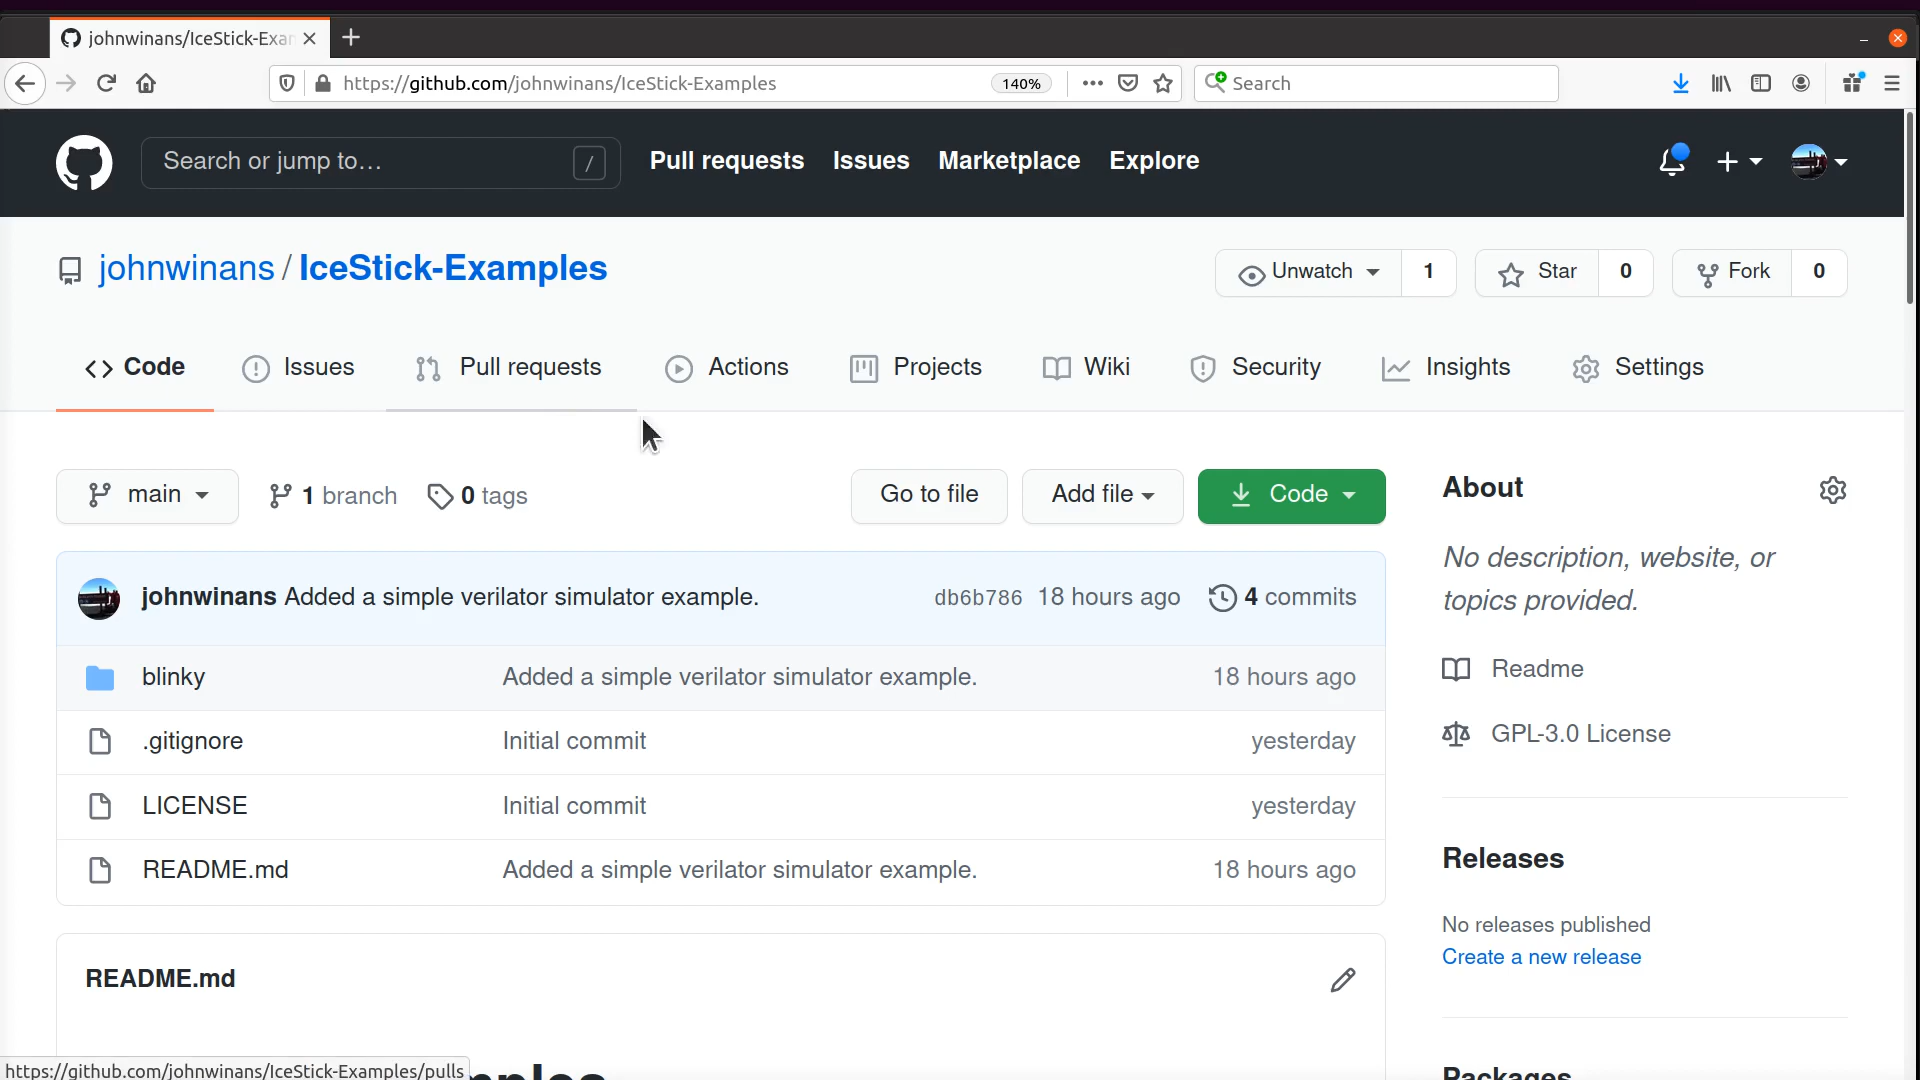 johnwinans/IceStick-Exar
https://github.com/johnwinans/IceStick-Examples 140% Search
Search or jump to… / Pull requests Issues Marketplace Explore
johnwinans / IceStick-Examples Unwatch 1 Star 0 Fork 0
Code Issues Pull requests Actions Projects Wiki Security Insights Settings
main 1 branch 0 tags Go to file Add file Code
About
No description, website, or
topics provided.
johnwinans Added a simple verilator simulator example. db6b786 18 hours ago 4 commits
blinky Added a simple verilator simulator example. 18 hours ago
Readme
.gitignore Initial commit yesterday
GPL-3.0 License
LICENSE Initial commit yesterday
README.md Added a simple verilator simulator example. 18 hours ago
Releases
No releases published
Create a new release
README.md
Packages
https://github.com/johnwinans/IceStick-Examples/pulls